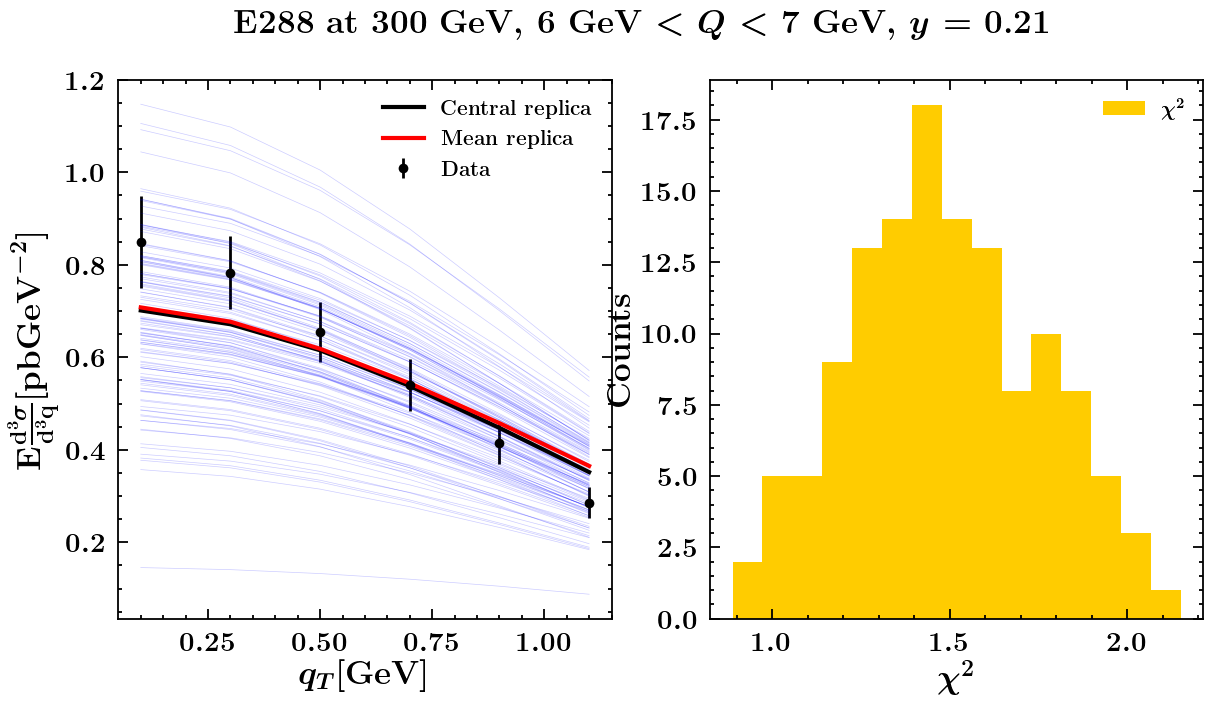 E288 at 300 GeV, 6 GeV < Q < 7 GeV, y = 0.21
E d³σ/d³q [pbGeV⁻²]
1.2
1.0
0.8
0.6
0.4
0.2
Central replica
Mean replica
Data
0.25 0.50 0.75 1.00
q_T[GeV]
Counts
17.5
15.0
12.5
10.0
7.5
5.0
2.5
0.0
χ²
1.0 1.5 2.0
χ²